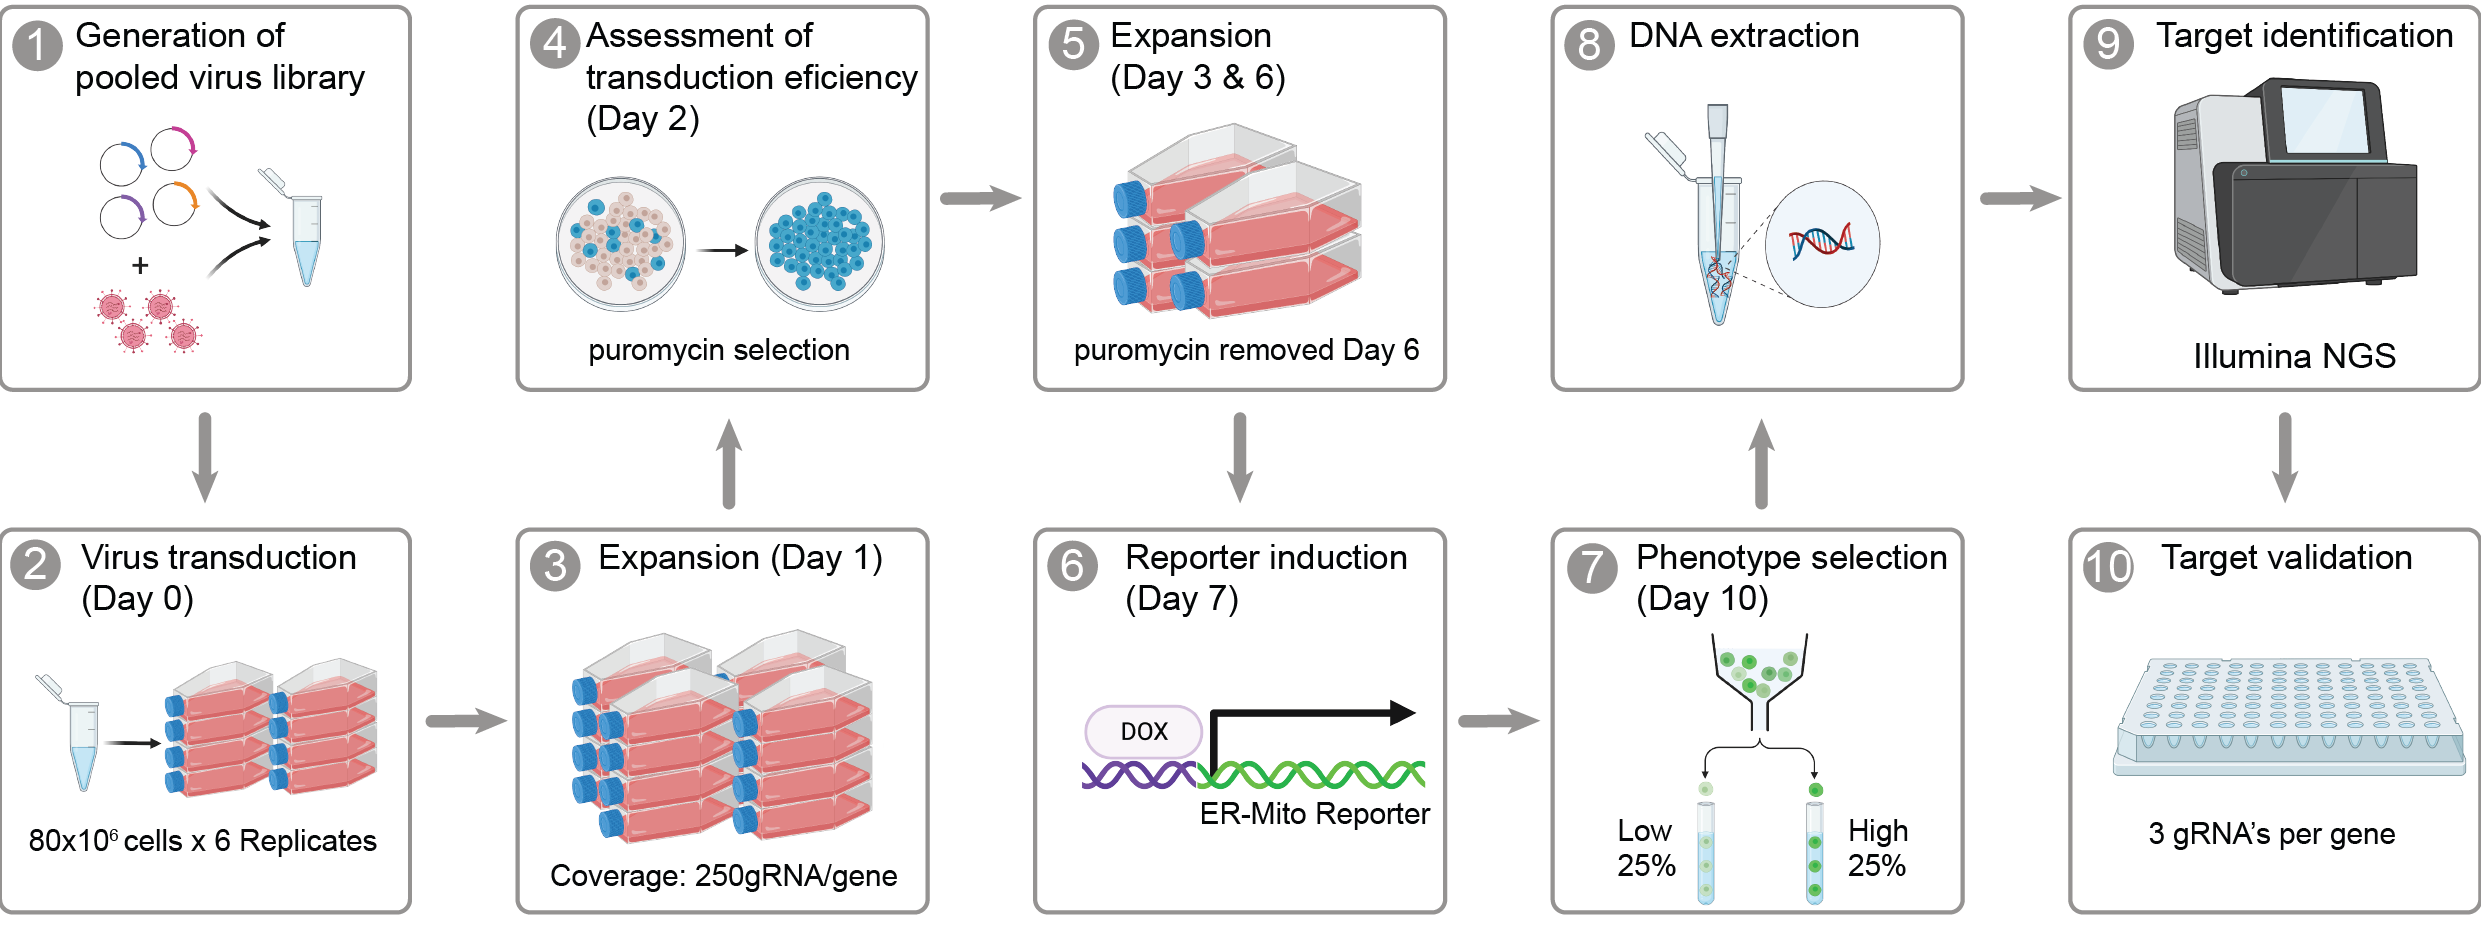 1
Generation of
pooled virus library
+
2
Virus transduction
(Day 0)
80x10⁶ cells x 6 Replicates
3
Expansion (Day 1)
Coverage: 250gRNA/gene
4
Assessment of
transduction eficiency
(Day 2)
puromycin selection
5
Expansion
(Day 3 & 6)
puromycin removed Day 6
6
Reporter induction
(Day 7)
DOX
ER-Mito Reporter
7
Phenotype selection
(Day 10)
Low
25%
High
25%
8
DNA extraction
9
Target identification
Illumina NGS
10
Target validation
3 gRNA’s per gene